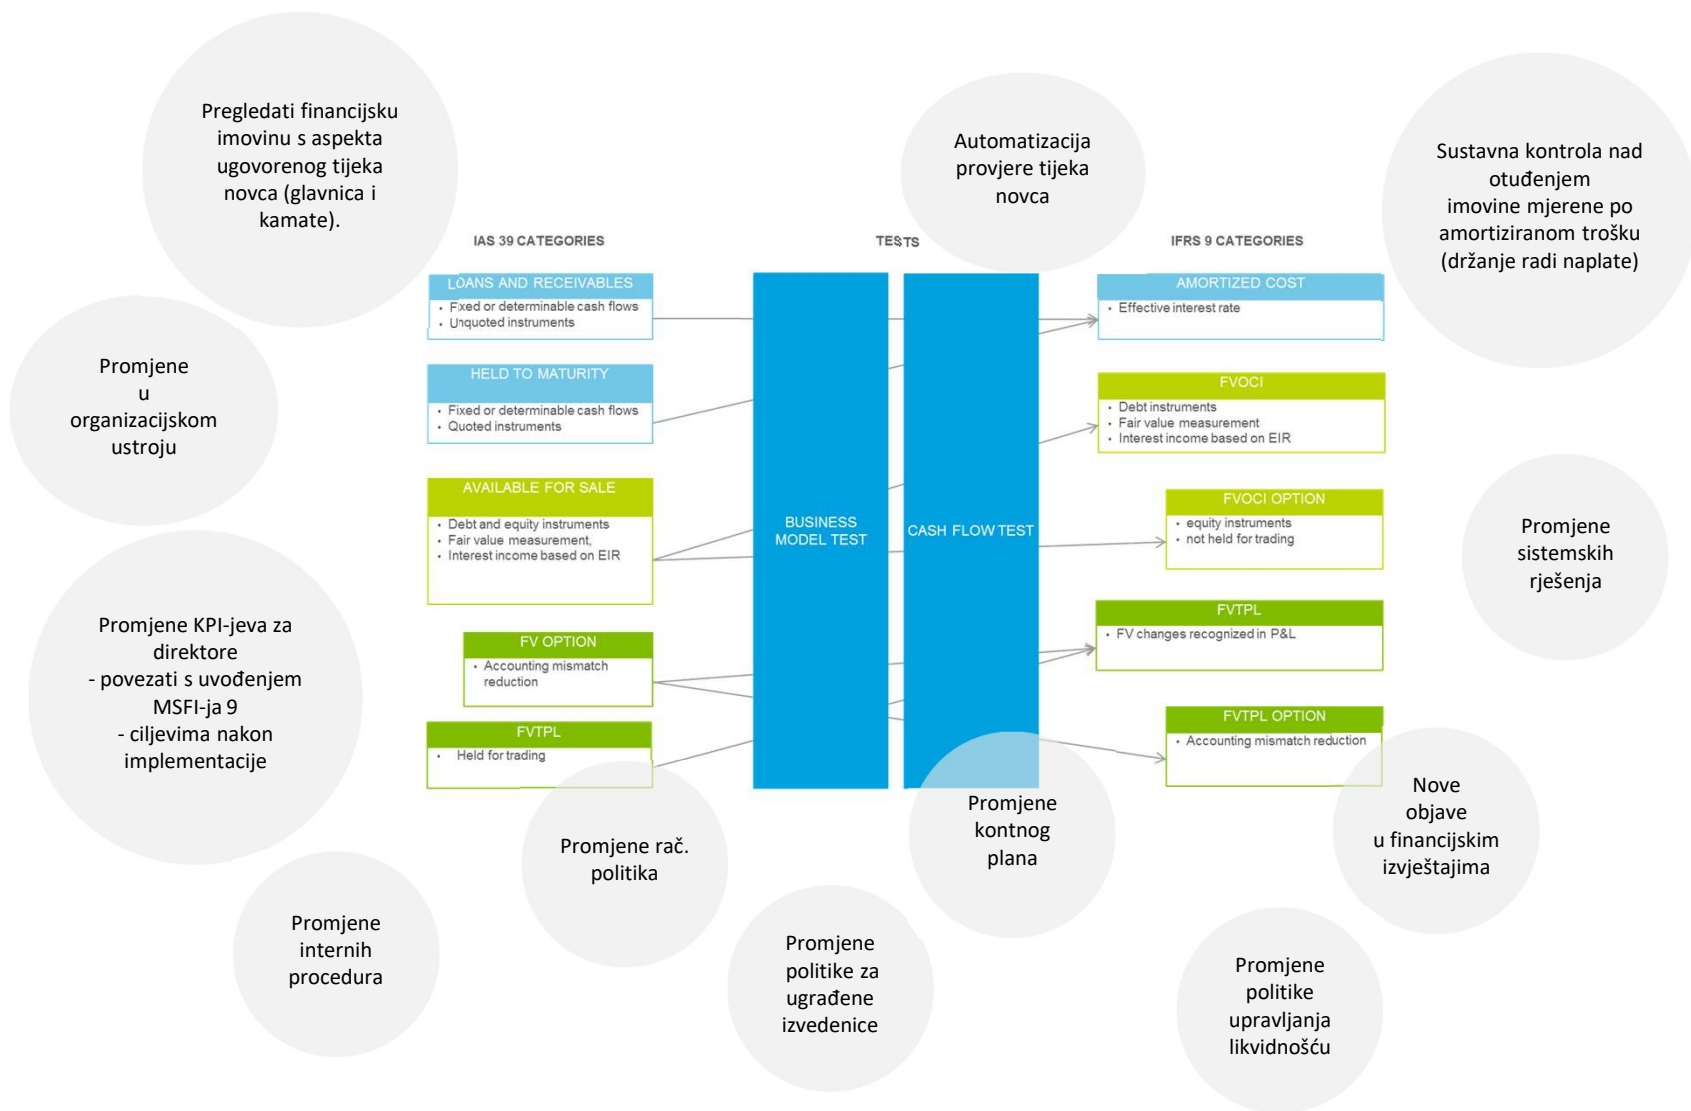 Pregledati financijsku
imovinu s aspekta
ugovorenog tijeka
novca (glavnica i
kamate).
Automatizacija
provjere tijeka
novca
Sustavna kontrola nad
otuđenjem
imovine mjerene po
amortiziranom trošku
(držanje radi naplate)
IAS 39 CATEGORIES
TESTS
IFRS 9 CATEGORIES
LOANS AND RECEIVABLES
• Fixed or determinable cash flows
• Unquoted instruments
HELD TO MATURITY
• Fixed or determinable cash flows
• Quoted instruments
AVAILABLE FOR SALE
• Debt and equity instruments
• Fair value measurement,
• Interest income based on EIR
FV OPTION
• Accounting mismatch
reduction
FVTPL
• Held for trading
BUSINESS
MODEL TEST
CASH FLOW TEST
AMORTIZED COST
• Effective interest rate
FVOCI
• Debt instruments
• Fair value measurement
• Interest income based on EIR
FVOCI OPTION
• equity instruments
• not held for trading
FVTPL
• FV changes recognized in P&L
FVTPL OPTION
• Accounting mismatch reduction
Promjene
u
organizacijskom
ustroju
Promjene
sistemskih
rješenja
Promjene KPI-jeva za
direktore
- povezati s uvođenjem
MSFI-ja 9
- ciljevima nakon
implementacije
Promjene rač.
politika
Promjene
kontnog
plana
Nove
objave
u financijskim
izvještajima
Promjene
internih
procedura
Promjene
politike za
ugrađene
izvedenice
Promjene
politike
upravljanja
likvidnošću